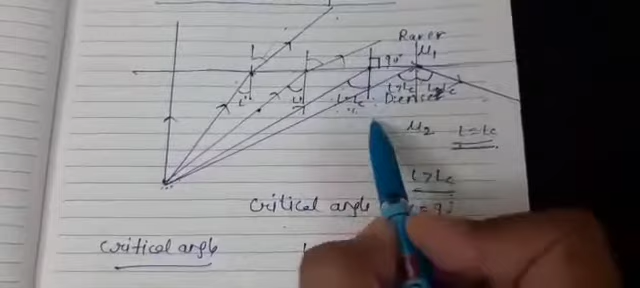 Rarer
μ₁
90°
i' i' i=ic i>ic
Denser
μ₂ i=ic
i>ic
Critical angle
Critical angle